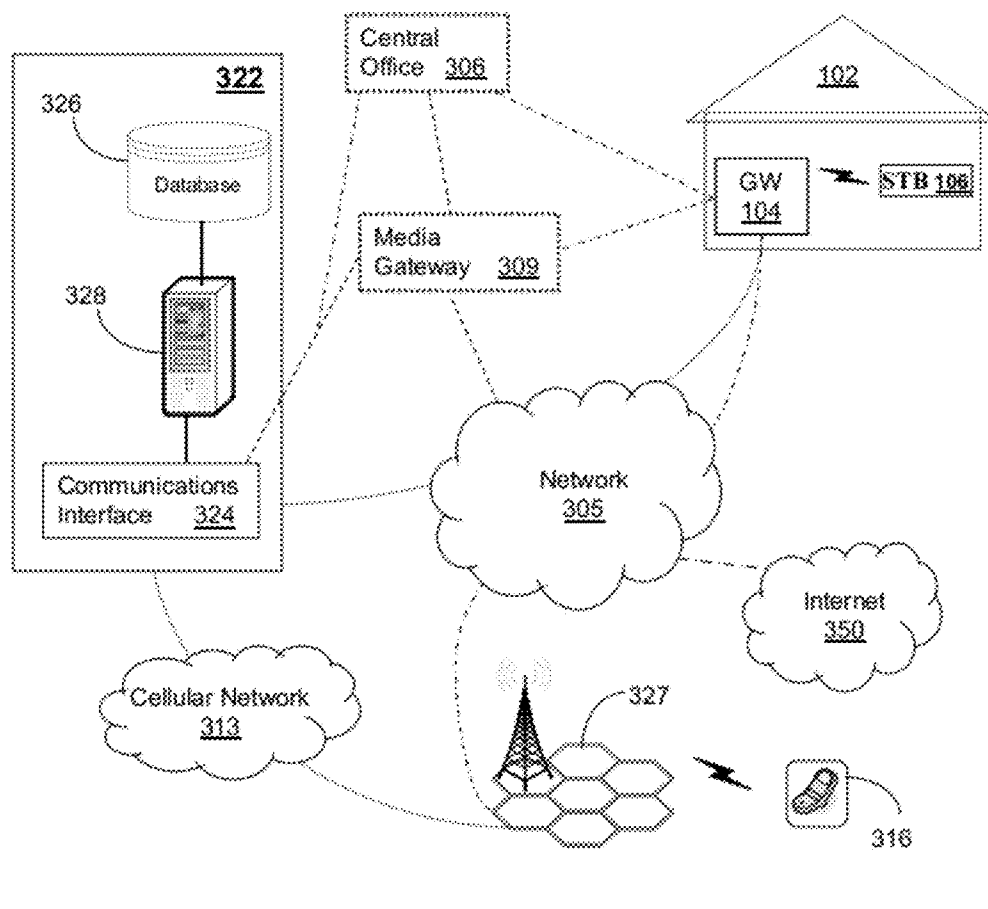 Central
Office 306
322
326
Database
102
GW
104
STB 106
Media
Gateway 309
328
Communications
Interface 324
Network
305
Internet
350
Cellular Network
313
327
316